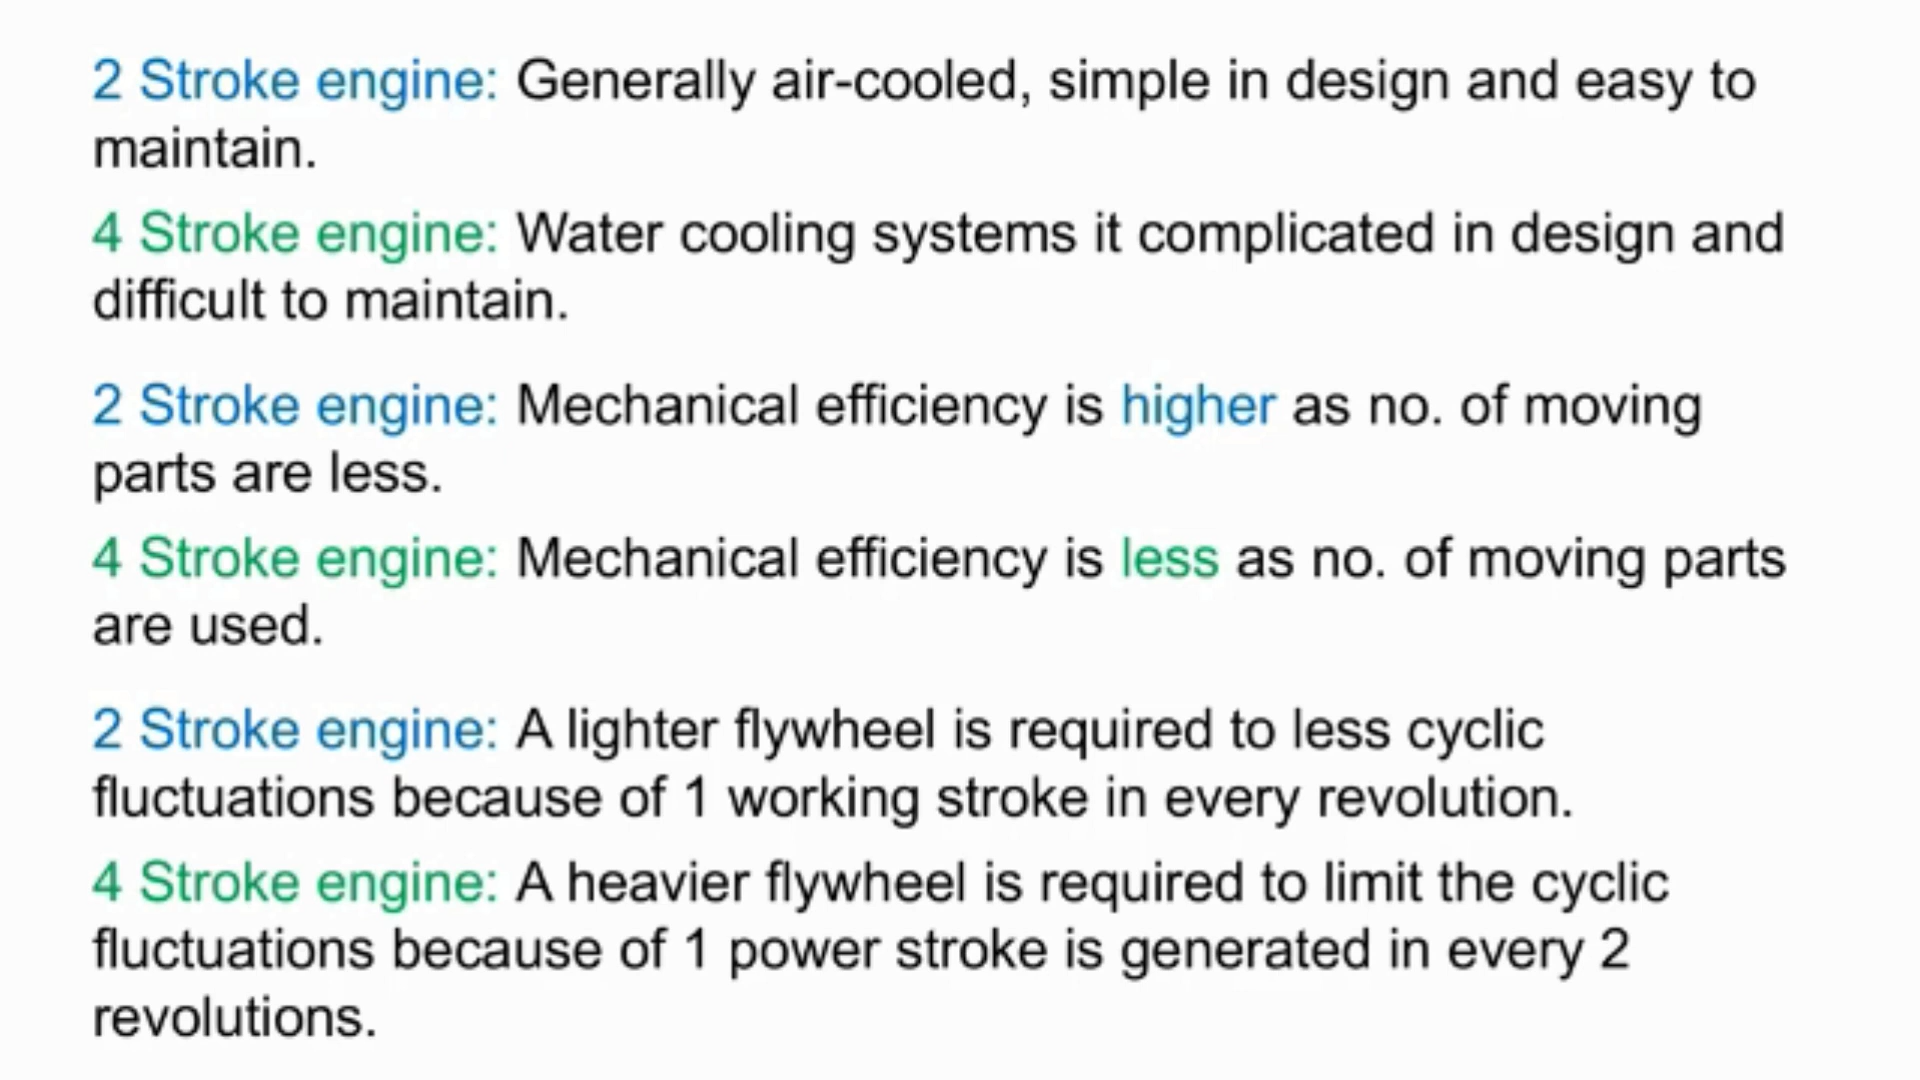 2 Stroke engine: Generally air-cooled, simple in design and easy to
maintain.
4 Stroke engine: Water cooling systems it complicated in design and
difficult to maintain.
2 Stroke engine: Mechanical efficiency is higher as no. of moving
parts are less.
4 Stroke engine: Mechanical efficiency is less as no. of moving parts
are used.
2 Stroke engine: A lighter flywheel is required to less cyclic
fluctuations because of 1 working stroke in every revolution.
4 Stroke engine: A heavier flywheel is required to limit the cyclic
fluctuations because of 1 power stroke is generated in every 2
revolutions.